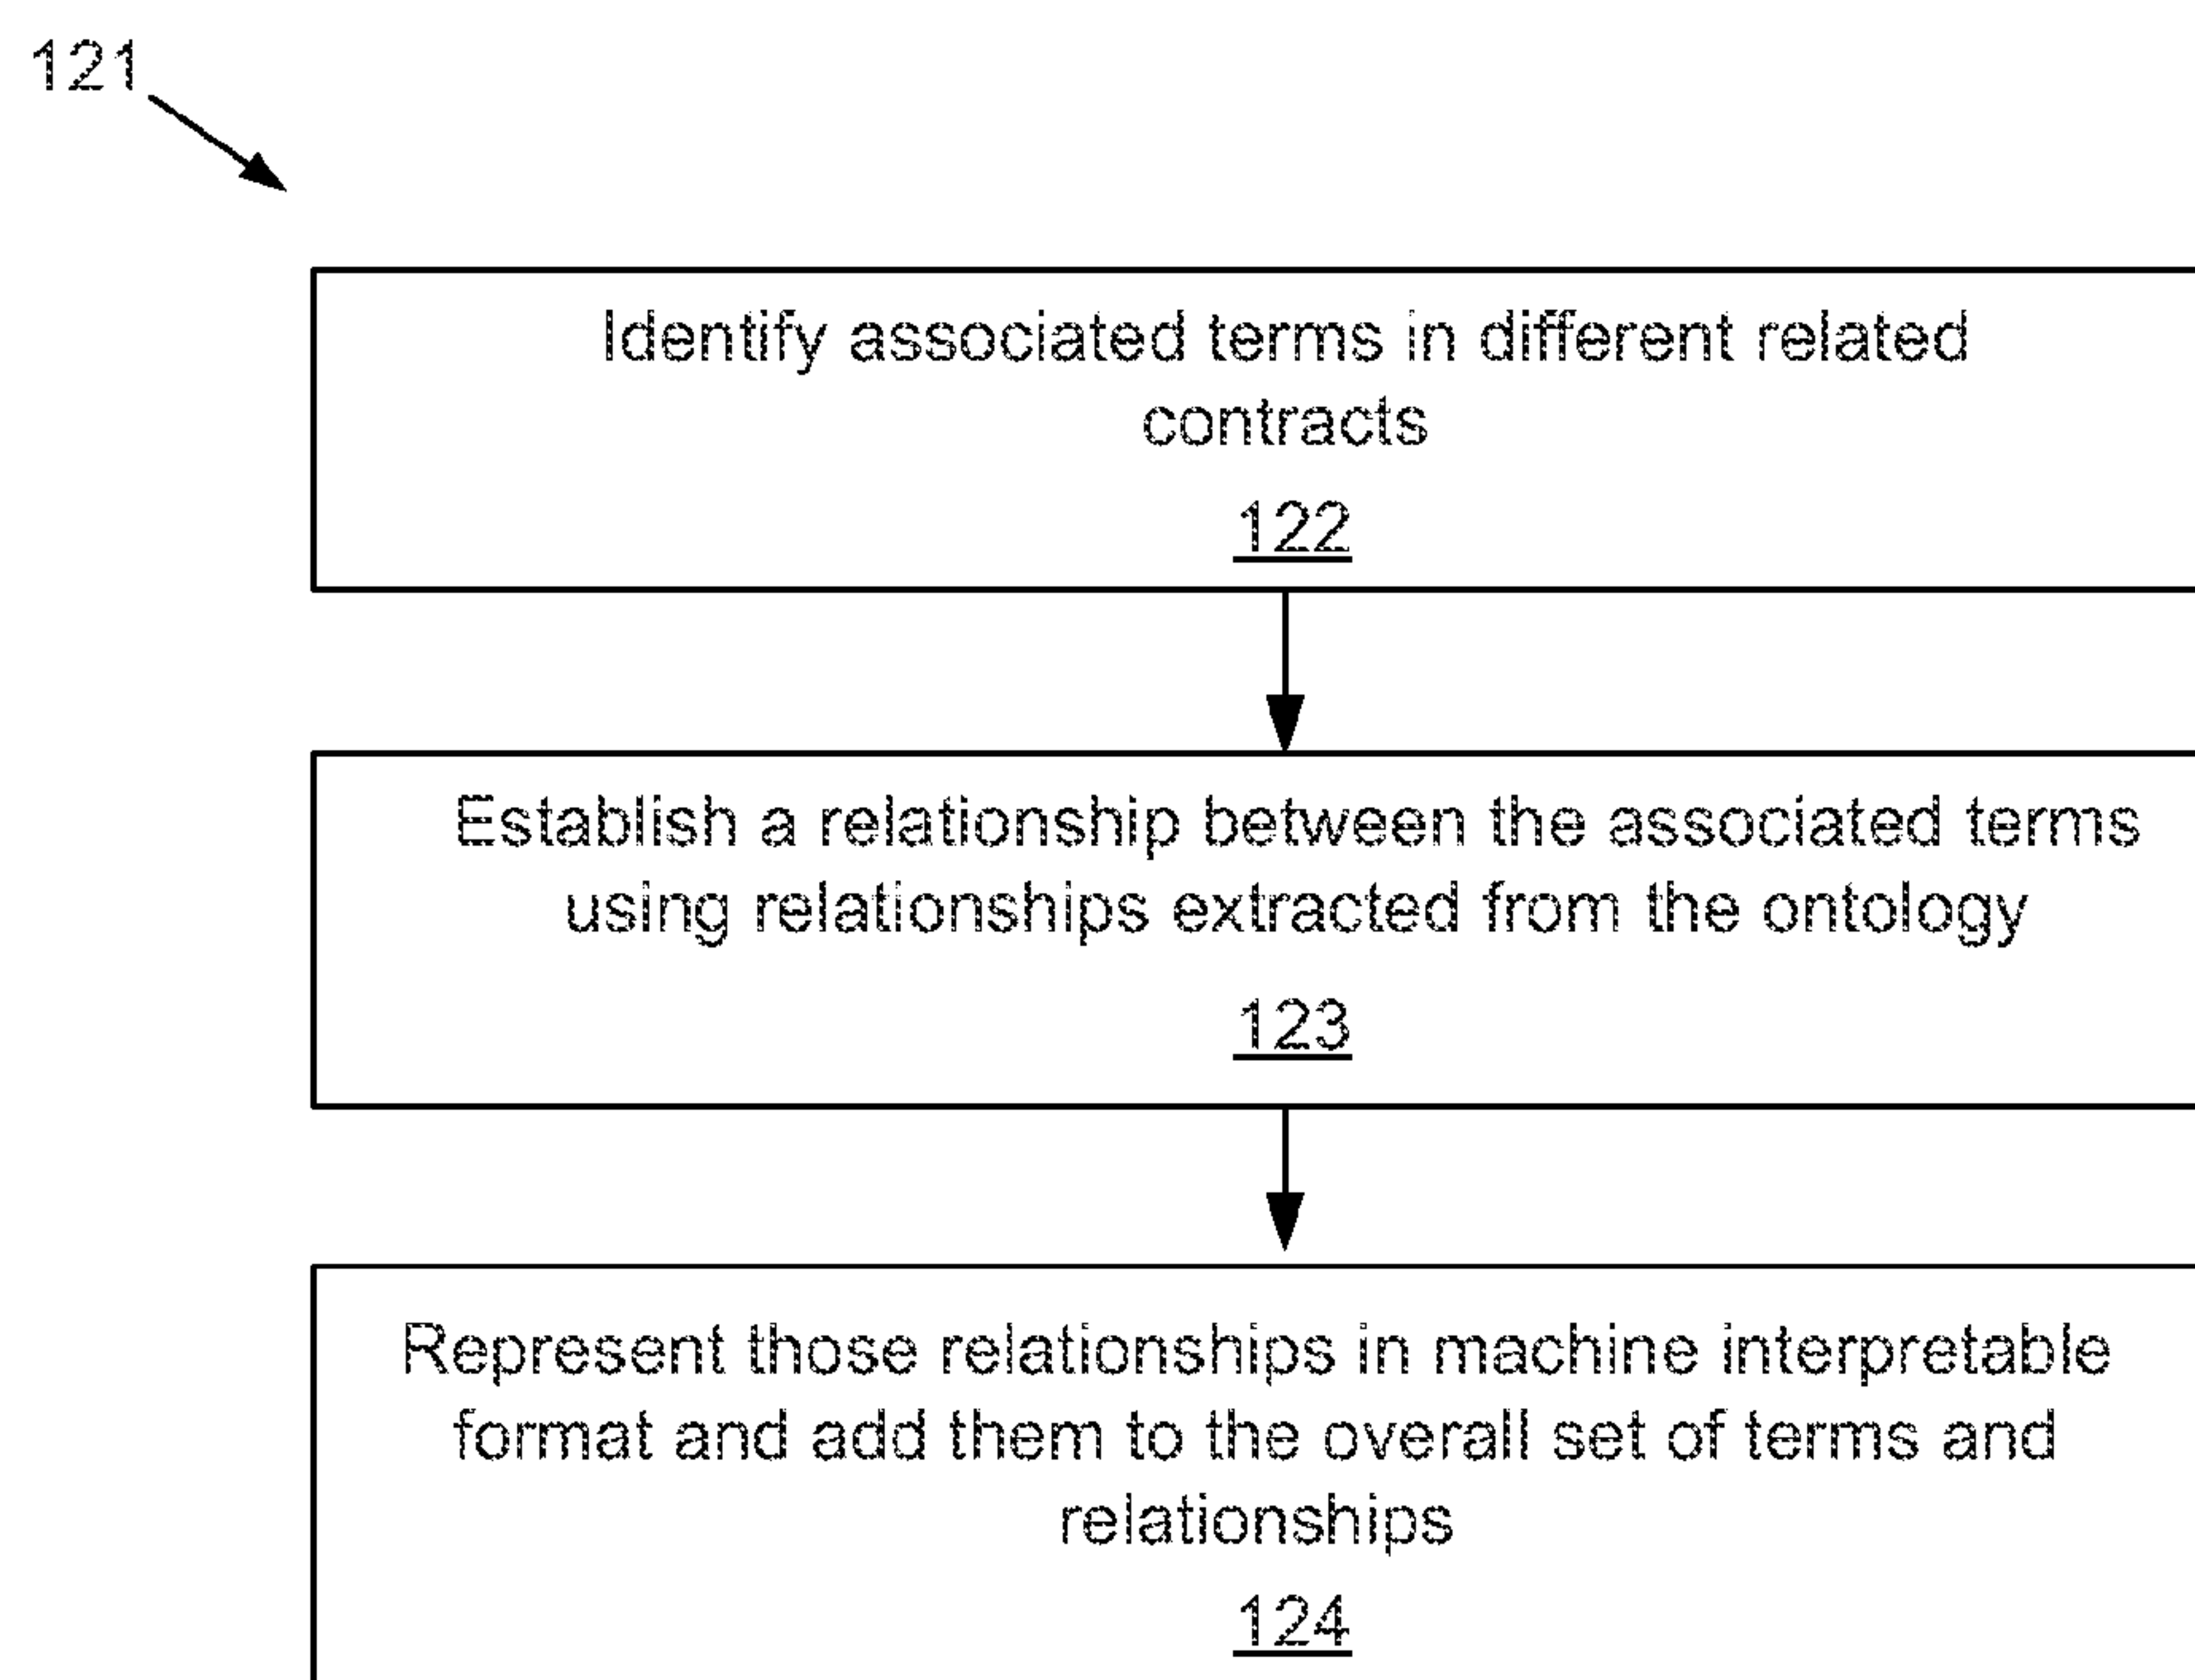 121
Identify associated terms in different related
contracts
122
Establish a relationship between the associated terms
using relationships extracted from the ontology
123
Represent those relationships in machine interpretable
format and add them to the overall set of terms and
relationships
124